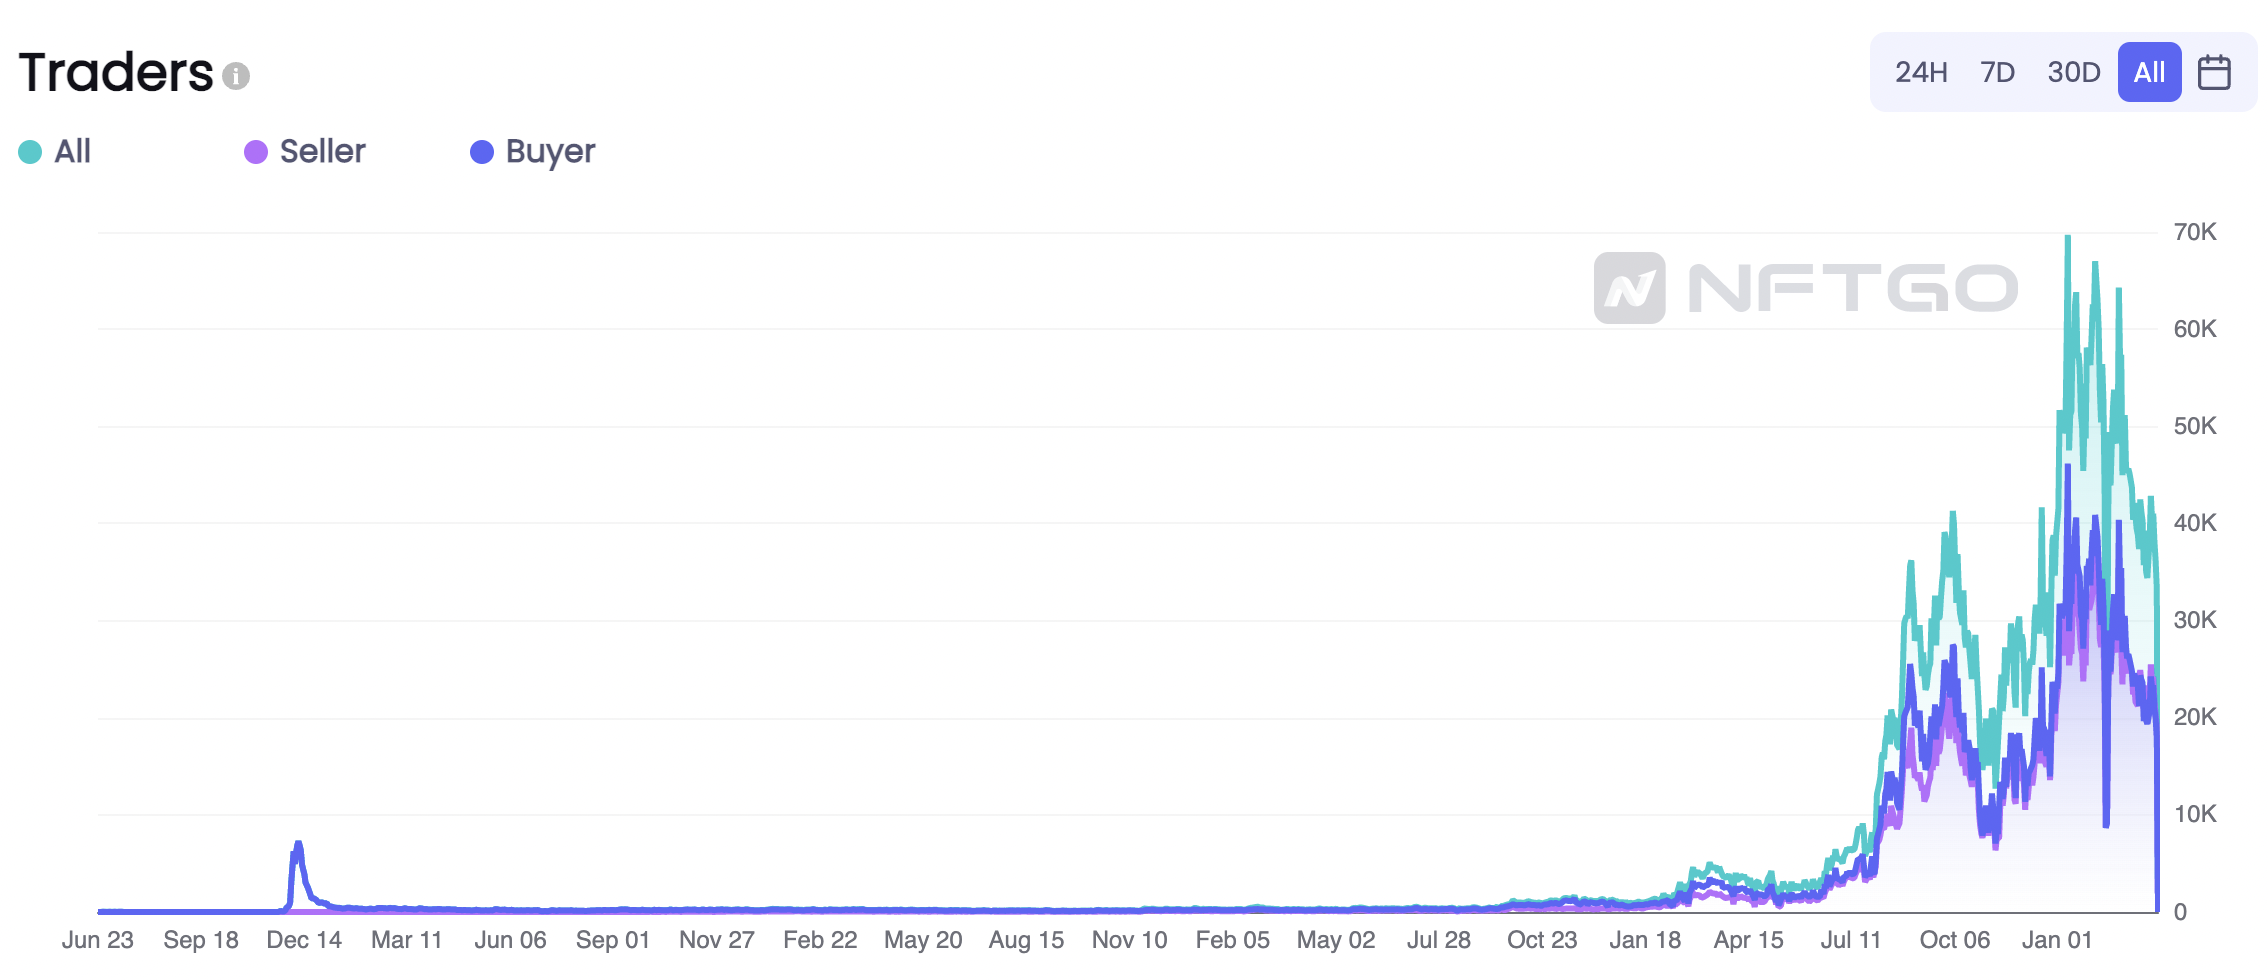 Traders
24H 7D 30D All
All Seller Buyer
NFTGO
70K
60K
50K
40K
30K
20K
10K
0
Jun 23 Sep 18 Dec 14 Mar 11 Jun 06 Sep 01 Nov 27 Feb 22 May 20 Aug 15 Nov 10 Feb 05 May 02 Jul 28 Oct 23 Jan 18 Apr 15 Jul 11 Oct 06 Jan 01